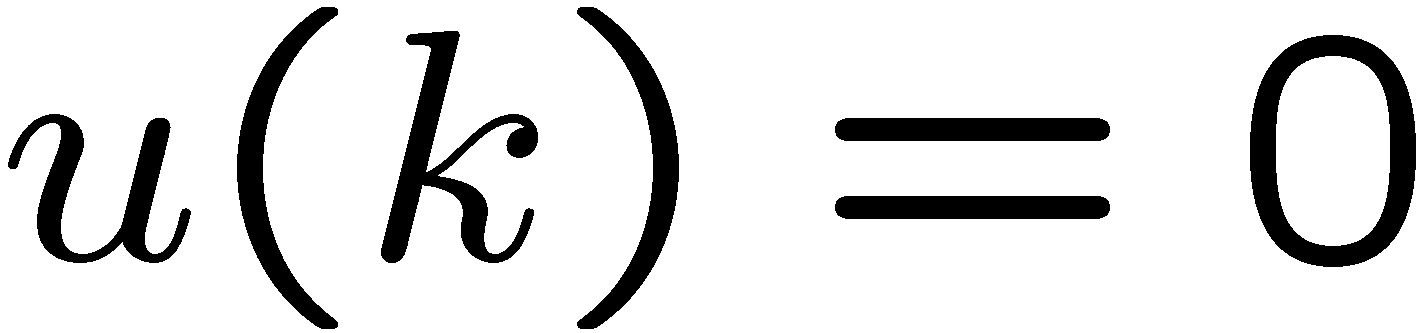 u(k) = 0